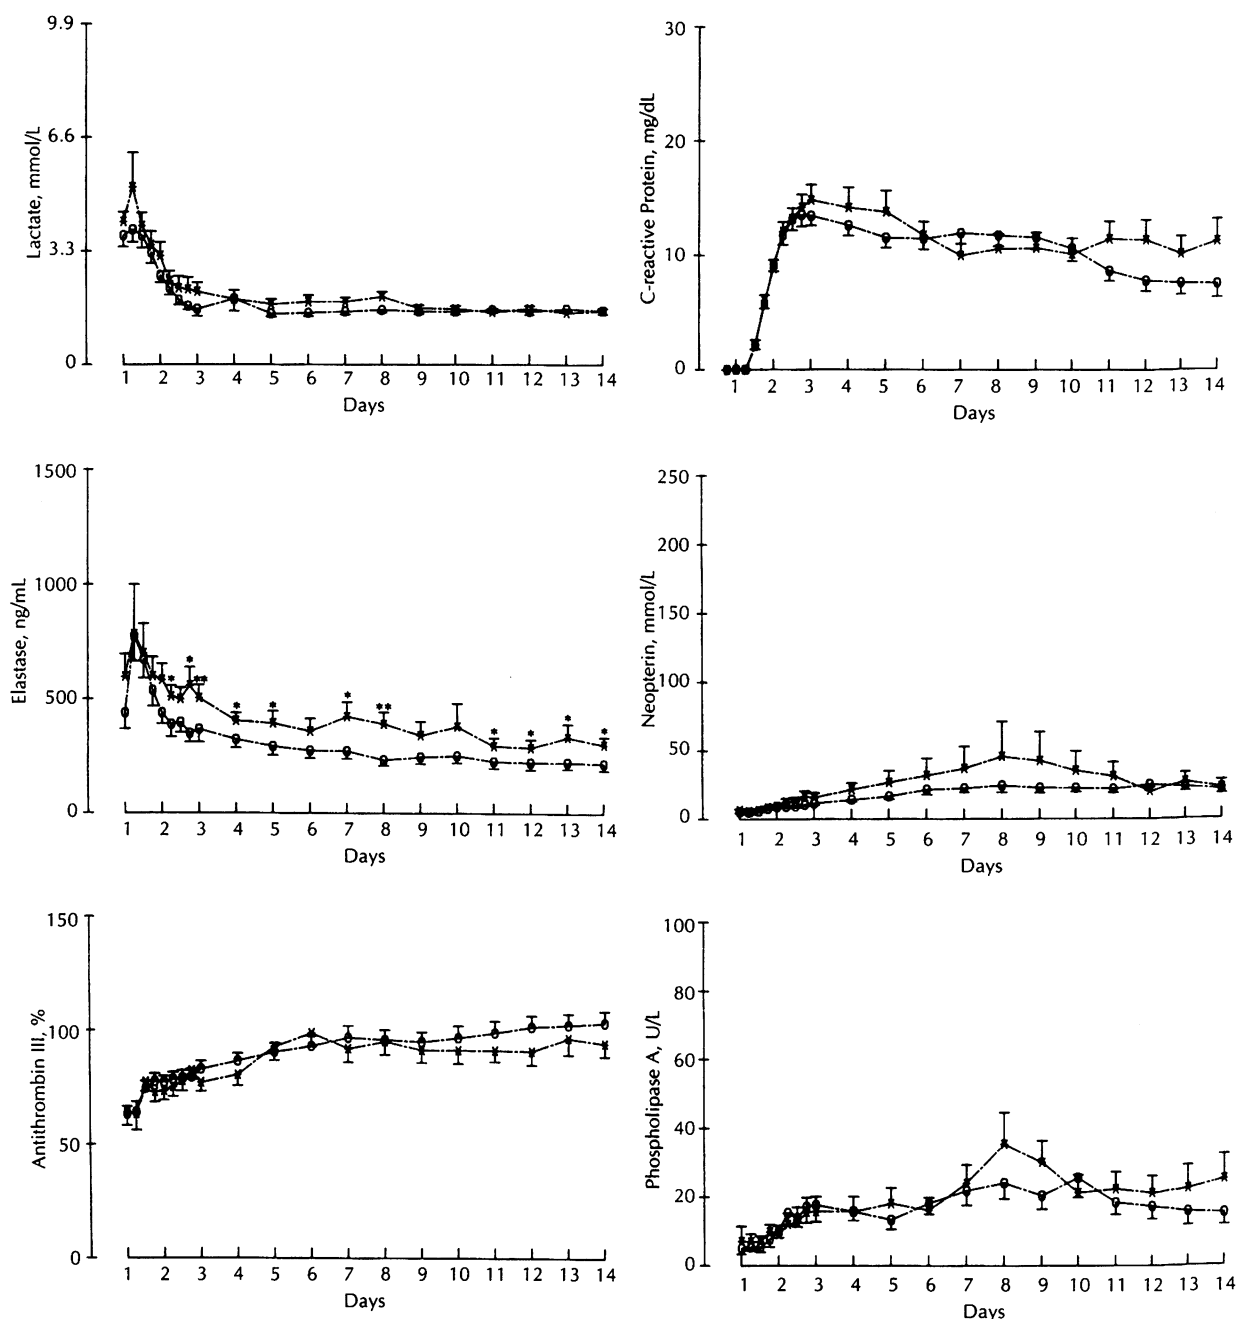 9.9
6.6
3.3
0
Lactate, mmol/L
1 2 3 4 5 6 7 8 9 10 11 12 13 14
Days
30
20
10
0
C-reactive Protein, mg/dL
1 2 3 4 5 6 7 8 9 10 11 12 13 14
Days
1500
1000
500
0
Elastase, ng/mL
* * ** * * * ** * * * *
1 2 3 4 5 6 7 8 9 10 11 12 13 14
Days
250
200
150
100
50
0
Neopterin, mmol/L
1 2 3 4 5 6 7 8 9 10 11 12 13 14
Days
150
100
50
0
Antithrombin III, %
1 2 3 4 5 6 7 8 9 10 11 12 13 14
Days
100
80
60
40
20
0
Phospholipase A, U/L
1 2 3 4 5 6 7 8 9 10 11 12 13 14
Days